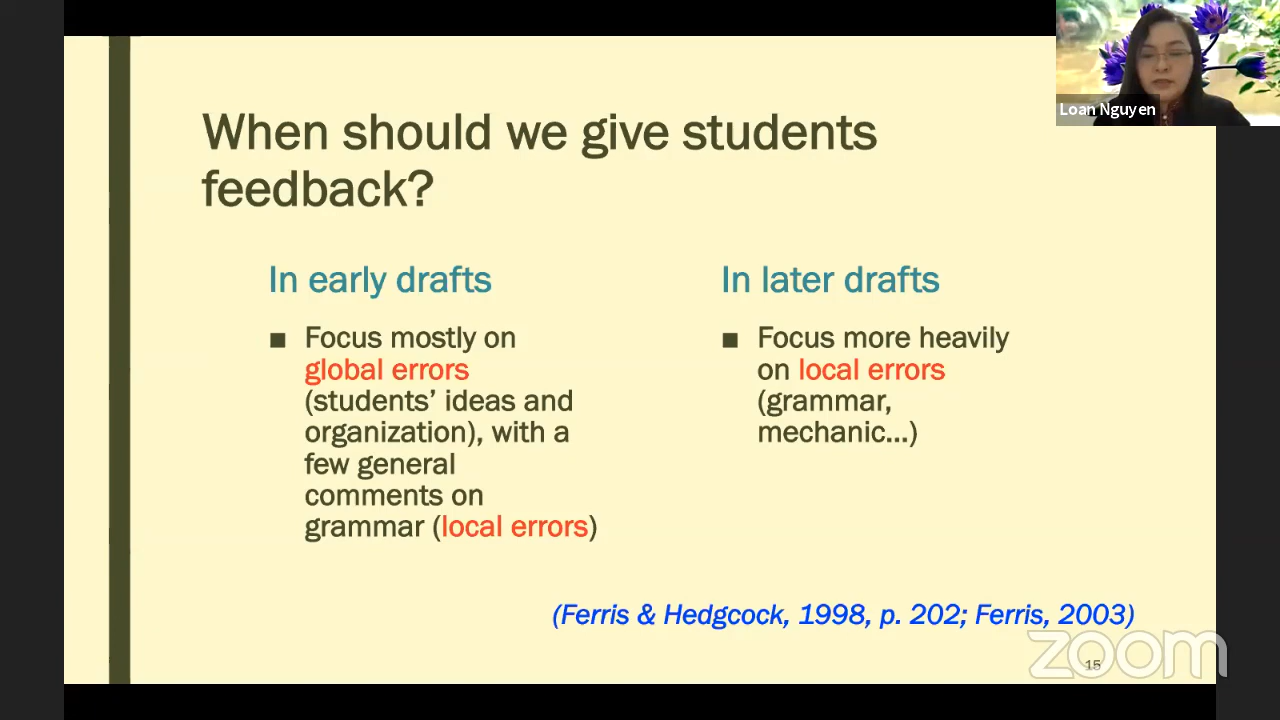 Loan Nguyen
When should we give students
feedback?
In early drafts
■ Focus mostly on
global errors
(students' ideas and
organization), with a
few general
comments on
grammar (local errors)
In later drafts
■ Focus more heavily
on local errors
(grammar,
mechanic...)
(Ferris & Hedgcock, 1998, p. 202; Ferris, 2003)
zoom
15